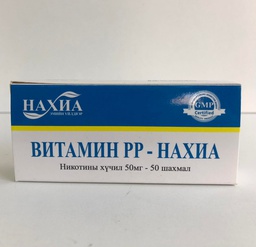 НАХИА
GMP
Certified
ВИТАМИН РР - НАХИА
Никотины хүчил 50мг - 50 шахмал